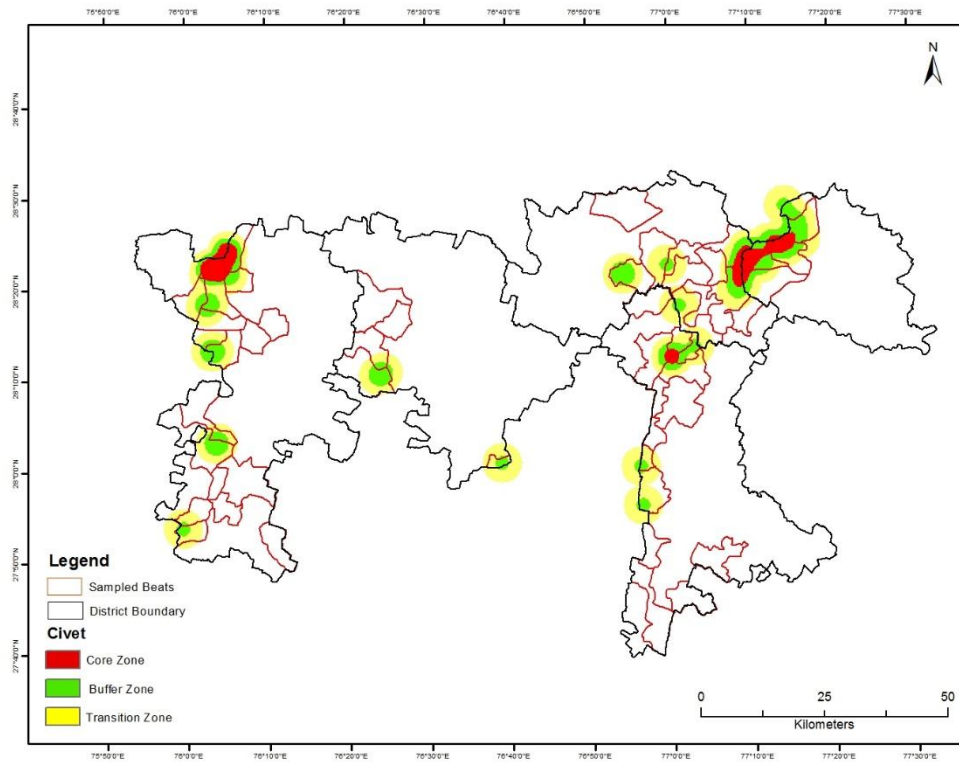 75°50'0"E 76°0'0"E 76°10'0"E 76°20'0"E 76°30'0"E 76°40'0"E 76°50'0"E 77°0'0"E 77°10'0"E 77°20'0"E 77°30'0"E
N
28°40'0"N
28°30'0"N
28°20'0"N
28°10'0"N
28°0'0"N
27°50'0"N
27°40'0"N
Legend
Sampled Beats
District Boundary
Civet
Core Zone
Buffer Zone
Transition Zone
0 25 50
Kilometers
75°50'0"E 76°0'0"E 76°10'0"E 76°20'0"E 76°30'0"E 76°40'0"E 76°50'0"E 77°0'0"E 77°10'0"E 77°20'0"E 77°30'0"E